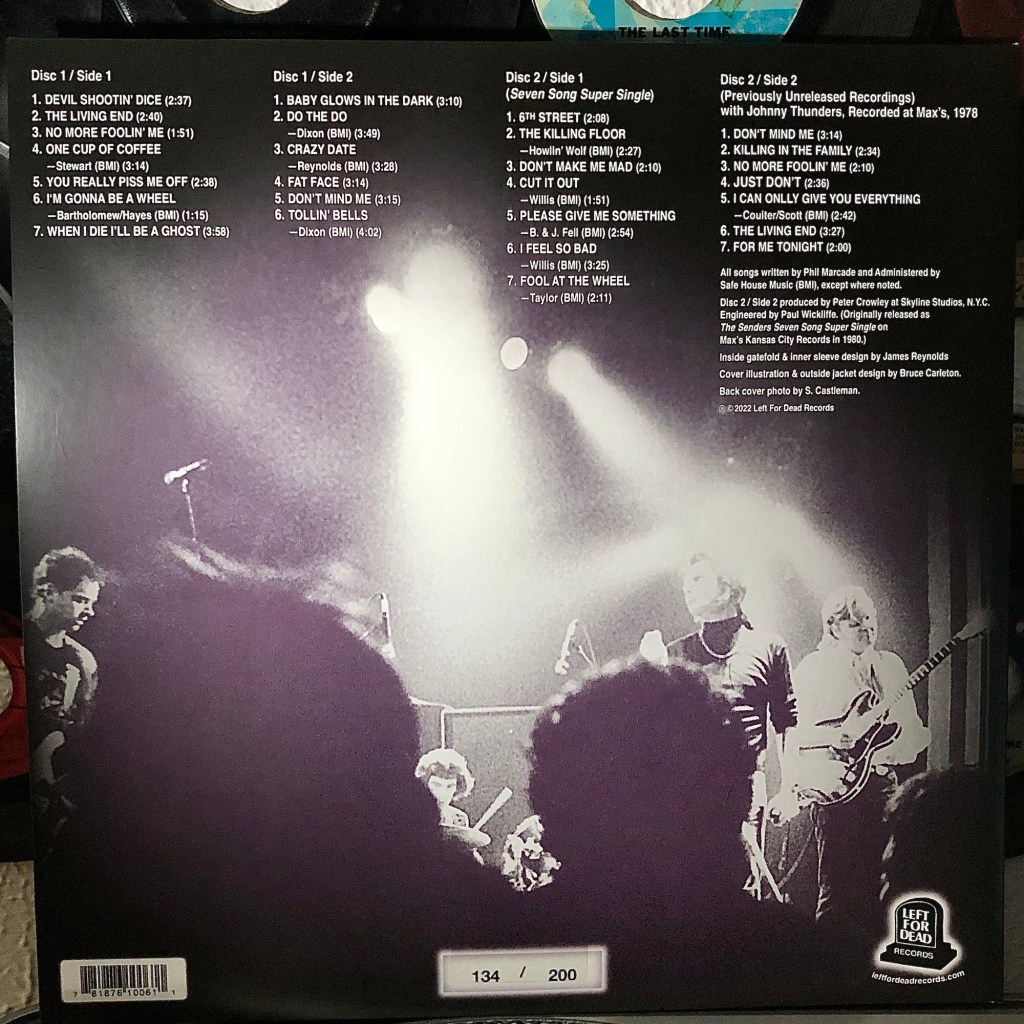 THE LAST TIME
Disc 1 / Side 1
1. DEVIL SHOOTIN' DICE (2:37)
2. THE LIVING END (2:40)
3. NO MORE FOOLIN' ME (1:51)
4. ONE CUP OF COFFEE
—Stewart (BMI) (3:14)
5. YOU REALLY PISS ME OFF (2:38)
6. I'M GONNA BE A WHEEL
—Bartholomew/Hayes (BMI) (1:15)
7. WHEN I DIE I'LL BE A GHOST (3:58)
Disc 1 / Side 2
1. BABY GLOWS IN THE DARK (3:10)
2. DO THE DO
—Dixon (BMI) (3:49)
3. CRAZY DATE
—Reynolds (BMI) (3:28)
4. FAT FACE (3:14)
5. DON'T MIND ME (3:15)
6. TOLLIN' BELLS
—Dixon (BMI) (4:02)
Disc 2 / Side 1
(Seven Song Super Single)
1. 6TH STREET (2:08)
2. THE KILLING FLOOR
—Howlin' Wolf (BMI) (2:27)
3. DON'T MAKE ME MAD (2:10)
4. CUT IT OUT
—Willis (BMI) (1:51)
5. PLEASE GIVE ME SOMETHING
—B. & J. Fell (BMI) (2:54)
6. I FEEL SO BAD
—Willis (BMI) (3:25)
7. FOOL AT THE WHEEL
—Taylor (BMI) (2:11)
Disc 2 / Side 2
(Previously Unreleased Recordings)
with Johnny Thunders, Recorded at Max's, 1978
1. DON'T MIND ME (3:14)
2. KILLING IN THE FAMILY (2:34)
3. NO MORE FOOLIN' ME (2:10)
4. JUST DON'T (2:36)
5. I CAN ONLLY GIVE YOU EVERYTHING
—Coulter/Scott (BMI) (2:42)
6. THE LIVING END (3:27)
7. FOR ME TONIGHT (2:00)
All songs written by Phil Marcade and Administered by
Safe House Music (BMI), except where noted.
Disc 2 / Side 2 produced by Peter Crowley at Skyline Studios, N.Y.C.
Engineered by Paul Wickliffe. (Originally released as
The Senders Seven Song Super Single on
Max's Kansas City Records in 1980.)
Inside gatefold & inner sleeve design by James Reynolds
Cover illustration & outside jacket design by Bruce Carleton.
Back cover photo by S. Castleman.
℗ © 2022 Left For Dead Records
LEFT
FOR
DEAD
RECORDS
leftfordeadrecords.com
134 / 200
7 61876 10061 1